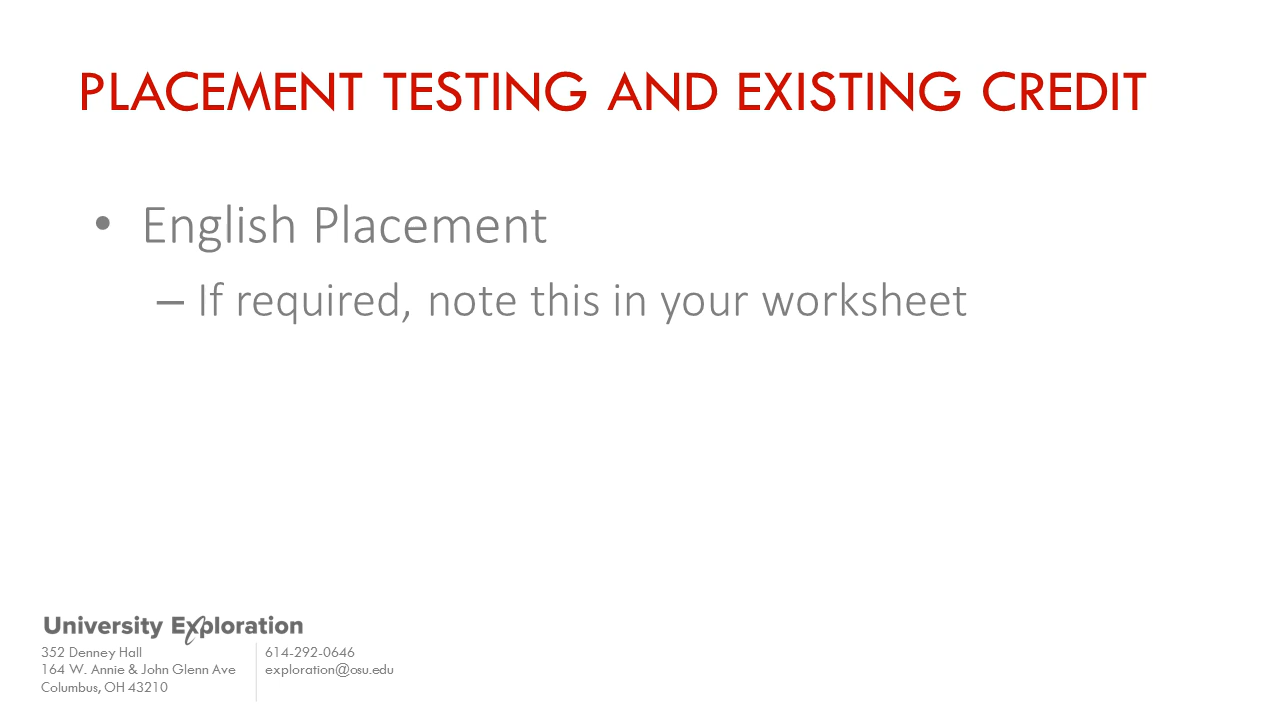 PLACEMENT TESTING AND EXISTING CREDIT
• English Placement
– If required, note this in your worksheet
University Exploration
352 Denney Hall
164 W. Annie & John Glenn Ave
Columbus, OH 43210
614-292-0646
exploration@osu.edu